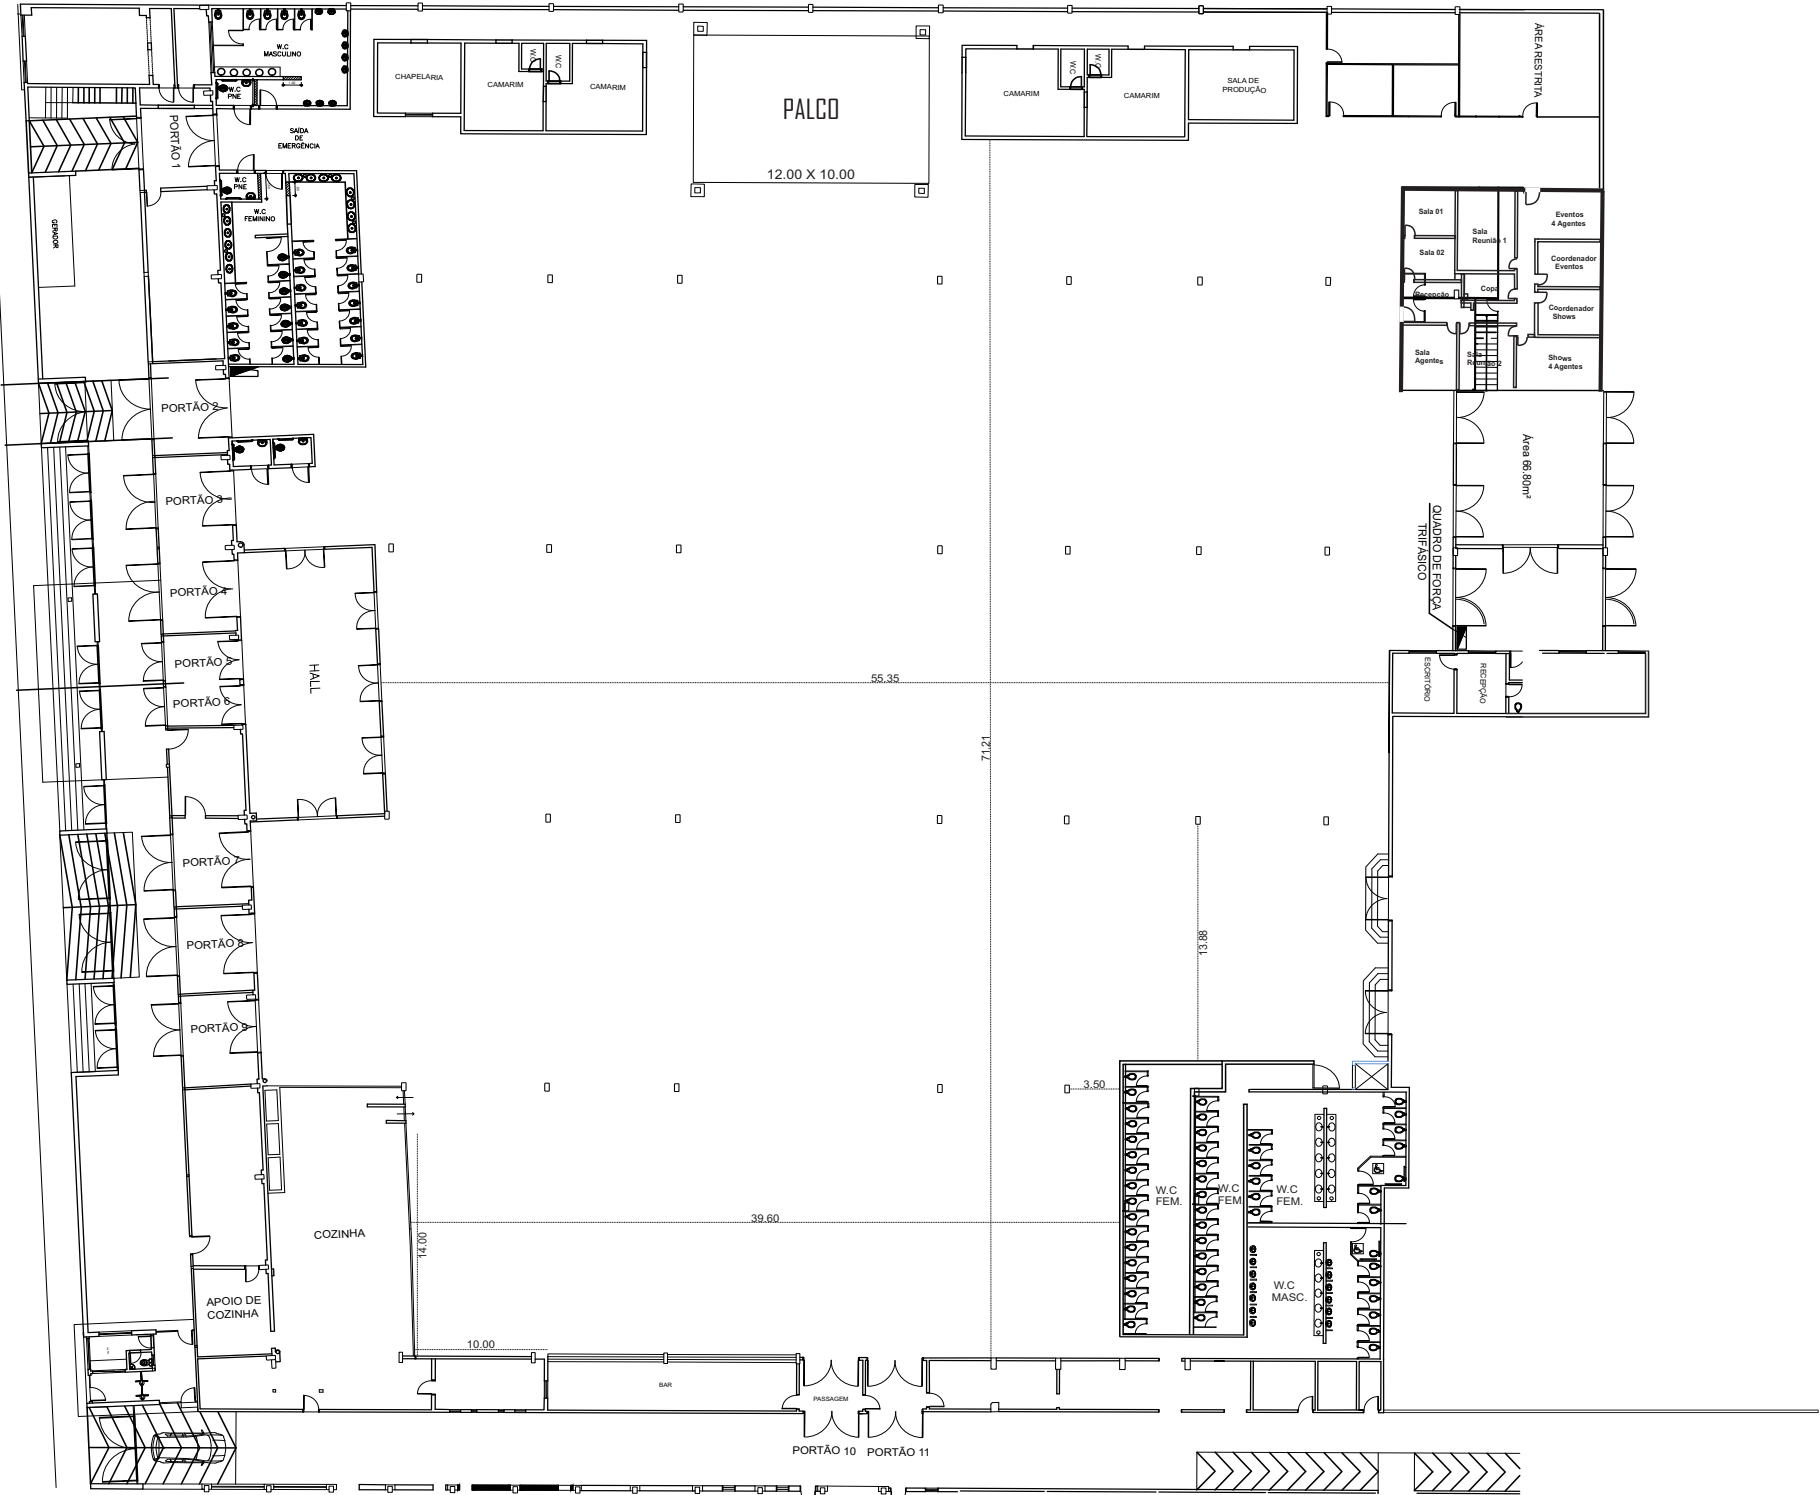 W.C
MASCULINO
W.C
PNE
PORTÃO 1
SAÍDA
DE
EMERGÊNCIA
W.C
PNE
W.C
FEMININO
GERADOR
CHAPELARIA
CAMARIM
W.C
W.C
CAMARIM
PALCO
12.00 X 10.00
CAMARIM
W.C
W.C
CAMARIM
SALA DE
PRODUÇÃO
ÁREA RESTRITA
Sala 01
Sala 02
Sala
Reunião 1
Copa
Recepção
Sala
Agentes
Sala
Reunião 2
Eventos
4 Agentes
Coordenador
Eventos
Coordenador
Shows
Shows
4 Agentes
Área 66.80m²
QUADRO DE FORÇA
TRIFÁSICO
ESCRITÓRIO
RECEPÇÃO
PORTÃO 2
PORTÃO 3
PORTÃO 4
PORTÃO 5
PORTÃO 6
HALL
55.35
71.21
PORTÃO 7
PORTÃO 8
PORTÃO 9
13.88
3.50
COZINHA
APOIO DE
COZINHA
14.00
39.60
10.00
W.C
FEM.
W.C
FEM.
W.C
FEM.
W.C
MASC.
BAR
PASSAGEM
PORTÃO 10
PORTÃO 11